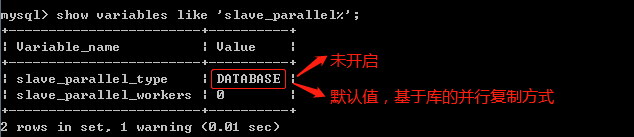 mysql> show variables like 'slave_parallel%';
+------------------------+----------+
| Variable_name | Value |
+------------------------+----------+
| slave_parallel_type | DATABASE |
| slave_parallel_workers | 0 |
+------------------------+----------+
2 rows in set, 1 warning (0.01 sec)
未开启
默认值，基于库的并行复制方式